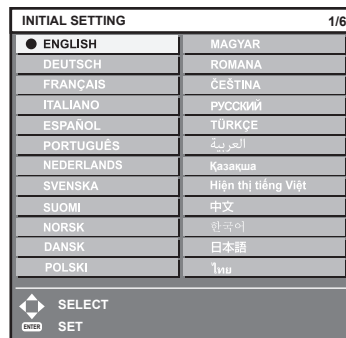 INITIAL SETTING 1/6
ENGLISH
DEUTSCH
FRANÇAIS
ITALIANO
ESPAÑOL
PORTUGUÊS
NEDERLANDS
SVENSKA
SUOMI
NORSK
DANSK
POLSKI
MAGYAR
ROMANA
ČEŠTINA
РУССКИЙ
TÜRKÇE
العربية
Қазақша
Hiện thị tiếng Việt
中文
한국어
日本語
ไทย
SELECT
ENTER SET